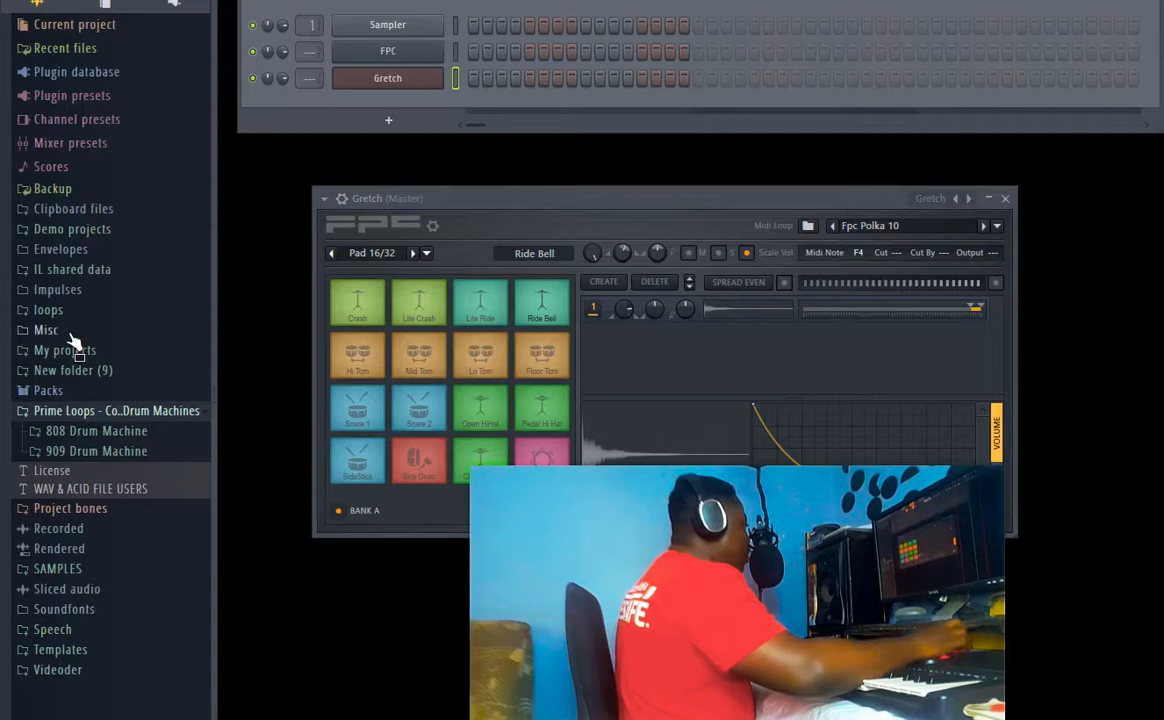 Current project
Recent files
Plugin database
Plugin presets
Channel presets
Mixer presets
Scores
Backup
Clipboard files
Demo projects
Envelopes
IL shared data
Impulses
loops
Misc
My projects
New folder (9)
Packs
Prime Loops - Co..Drum Machines
808 Drum Machine
909 Drum Machine
License
WAV & ACID FILE USERS
Project bones
Recorded
Rendered
SAMPLES
Sliced audio
Soundfonts
Speech
Templates
Videoder
1 Sampler
--- FPC
--- Gretch
+
Gretch (Master) Gretch
FPC Midi Loop Fpc Polka 10
Pad 16/32 Ride Bell M S Scale Vol Midi Note F4 Cut --- Cut By --- Output ---
CREATE DELETE SPREAD EVEN
1
Crash Lite Crash Lite Ride Ride Bell
Hi Tom Mid Tom Lo Tom Floor Tom
Snare 1 Snare 2 Open HiHat Pedal Hi Hat
SideStick Kick Drum
VOLUME
BANK A